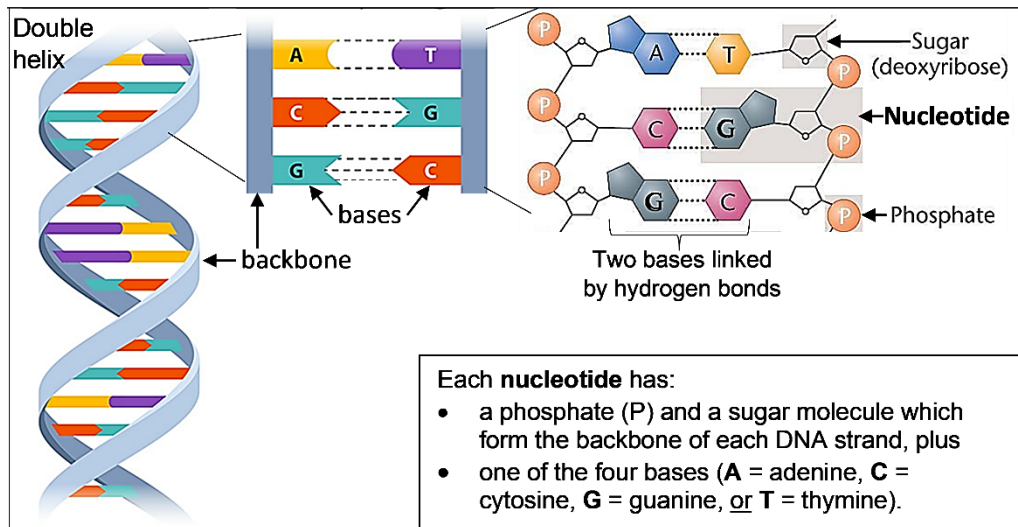 Double
helix
A
T
C
G
G
C
bases
backbone
P
A
T
Sugar
(deoxyribose)
P
P
C
G
Nucleotide
P
P
G
C
P
Phosphate
Two bases linked
by hydrogen bonds
Each nucleotide has:
• a phosphate (P) and a sugar molecule which
form the backbone of each DNA strand, plus
• one of the four bases (A = adenine, C =
cytosine, G = guanine, or T = thymine).